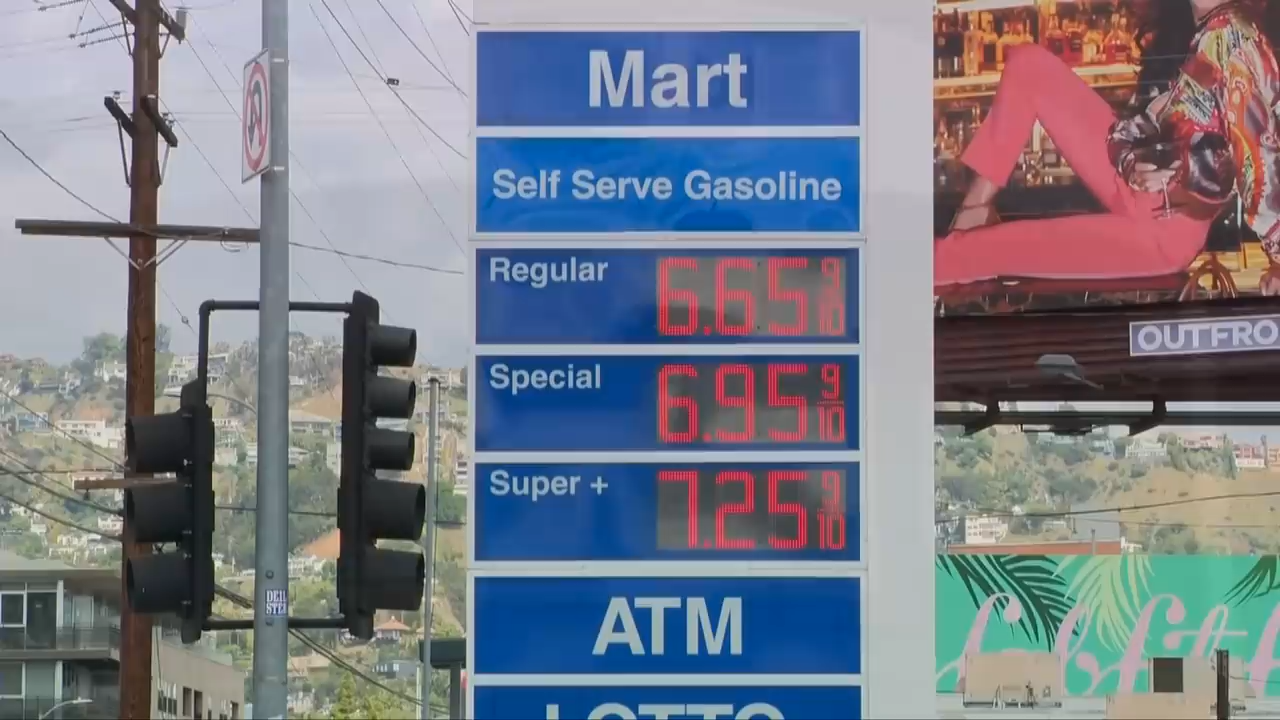 Mart
Self Serve Gasoline
Regular 6.65 9/10
Special 6.95 9/10
Super + 7.25 9/10
ATM
LOTTO
OUTFRO